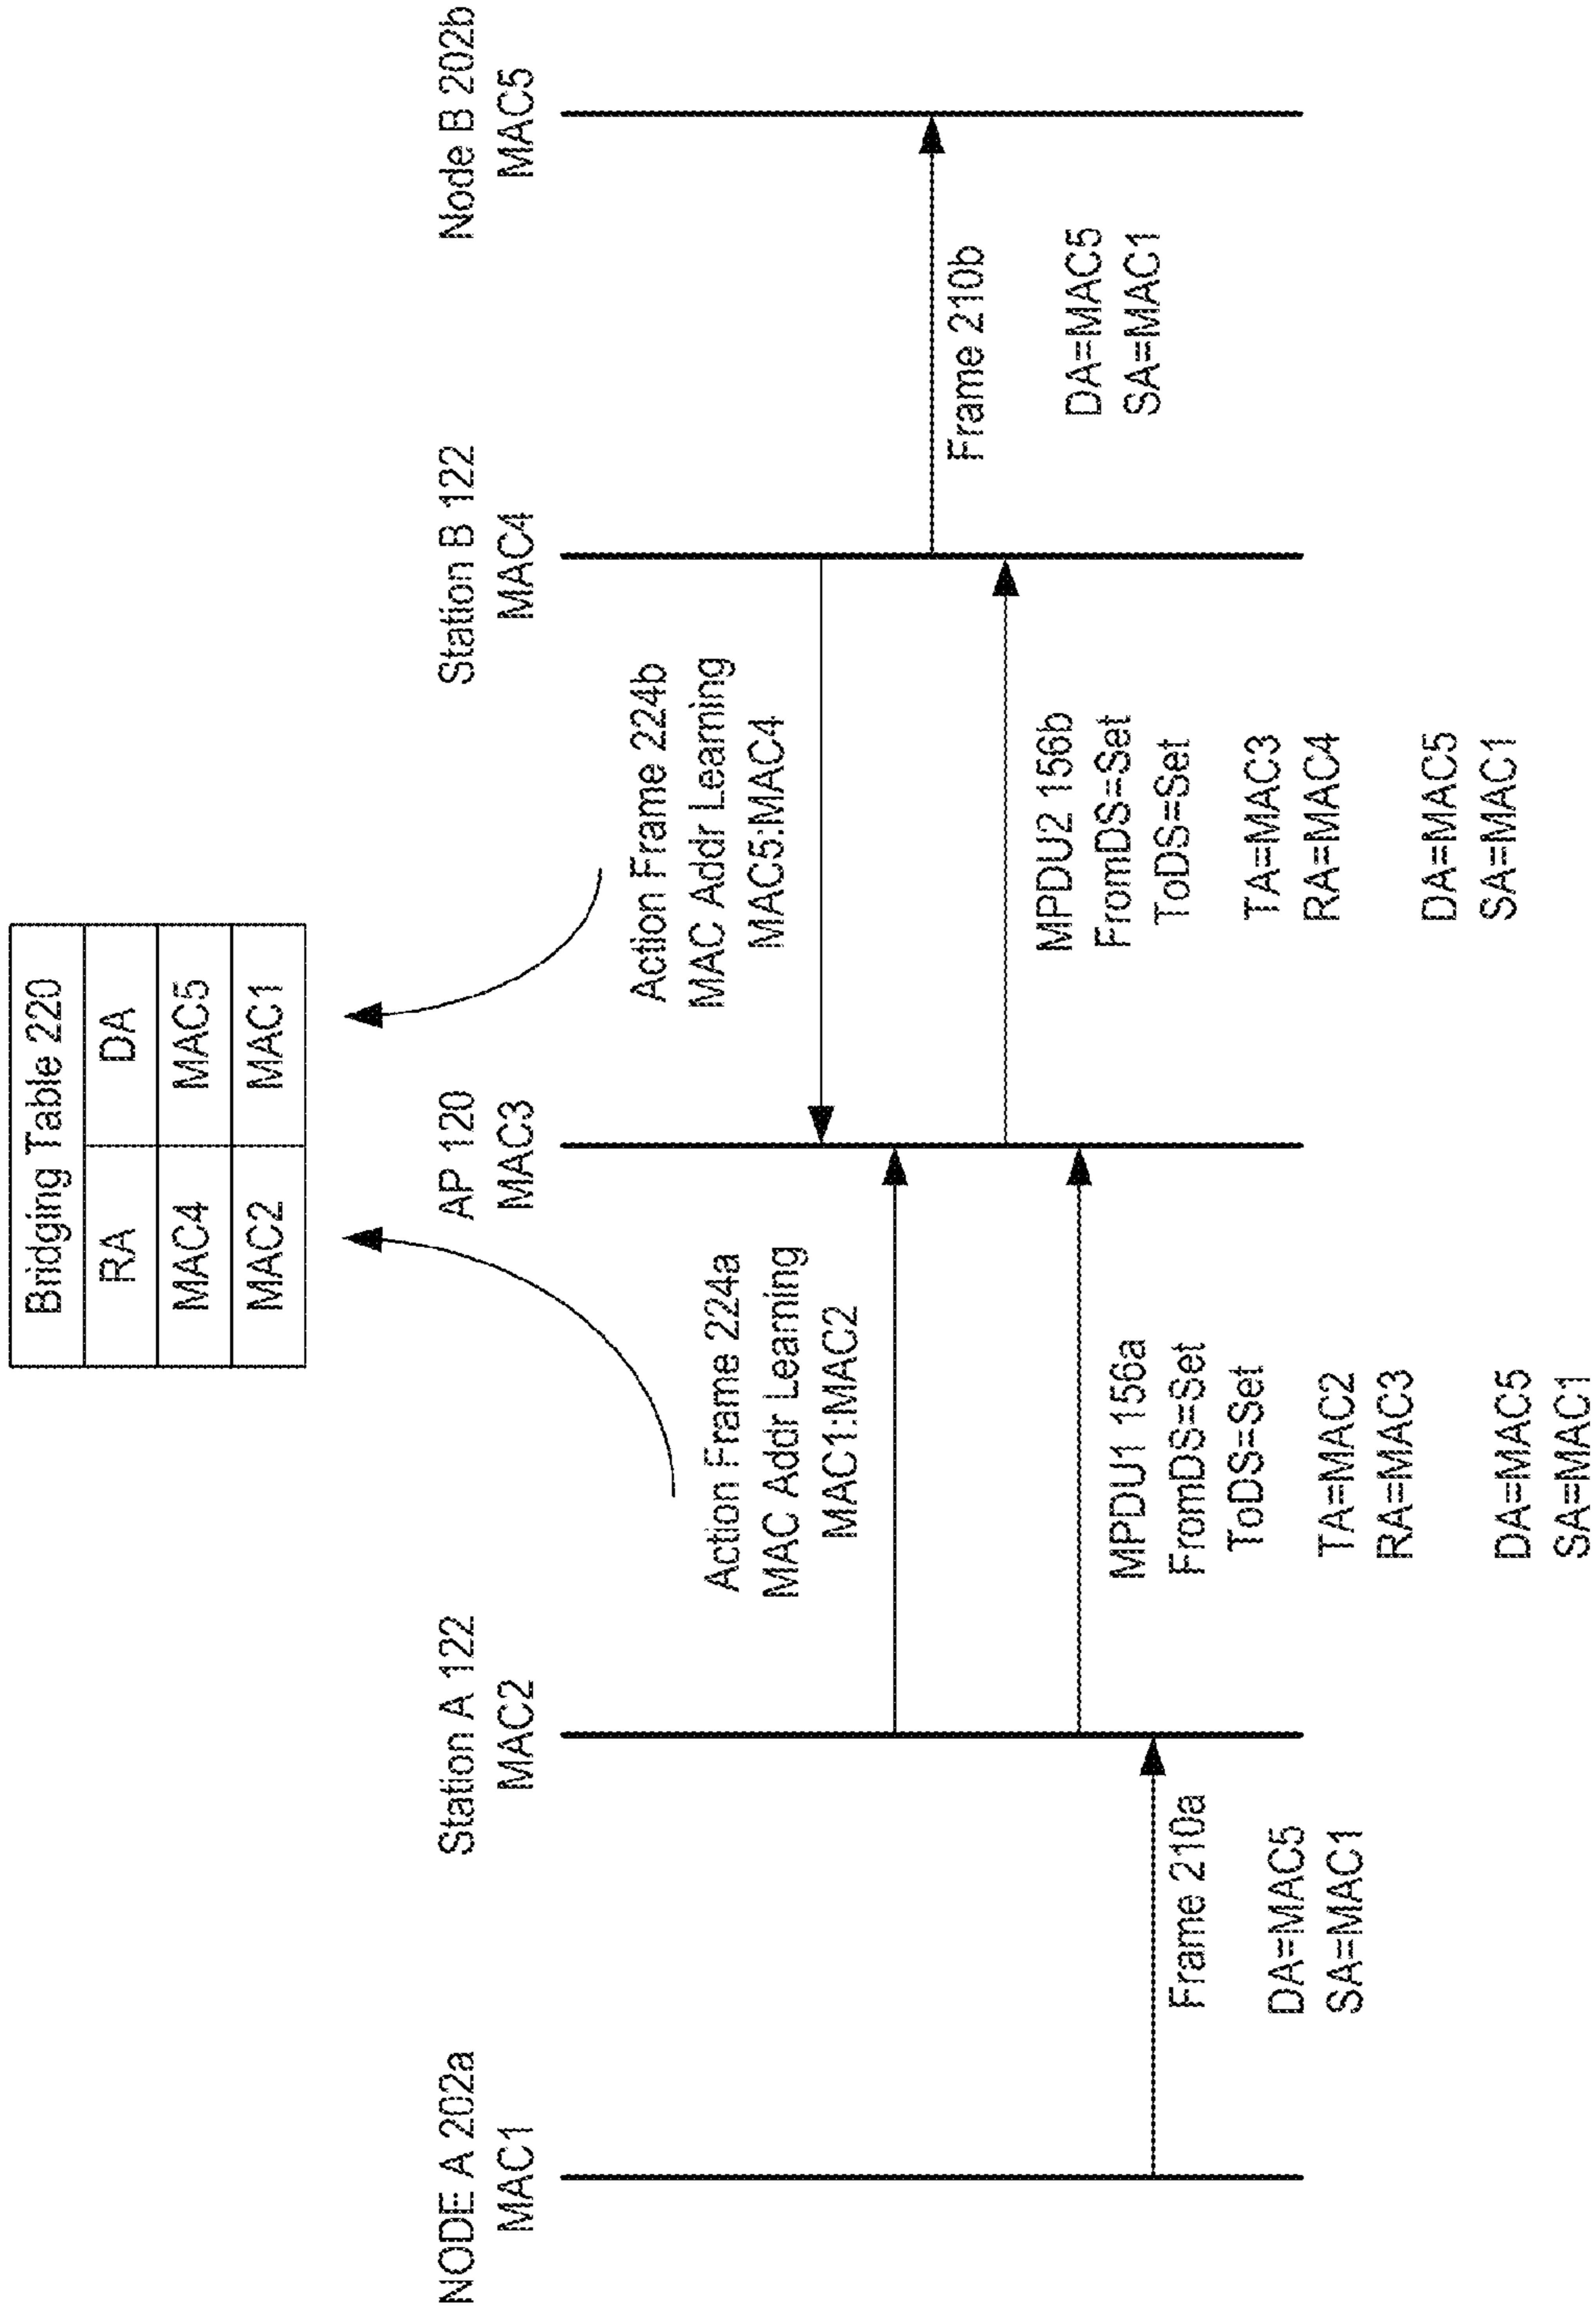 Bridging Table 220
RA DA
MAC4 MAC5
MAC2 MAC1
NODE A 202a
MAC1
Station A 122
MAC2
AP 120
MAC3
Station B 122
MAC4
Node B 202b
MAC5
Action Frame 224a
MAC Addr Learning
MAC1:MAC2
Action Frame 224b
MAC Addr Learning
MAC5:MAC4
Frame 210a
DA=MAC5
SA=MAC1
MPDU1 156a
FromDS=Set
ToDS=Set
TA=MAC2
RA=MAC3
DA=MAC5
SA=MAC1
MPDU2 156b
FromDS=Set
ToDS=Set
TA=MAC3
RA=MAC4
DA=MAC5
SA=MAC1
Frame 210b
DA=MAC5
SA=MAC1